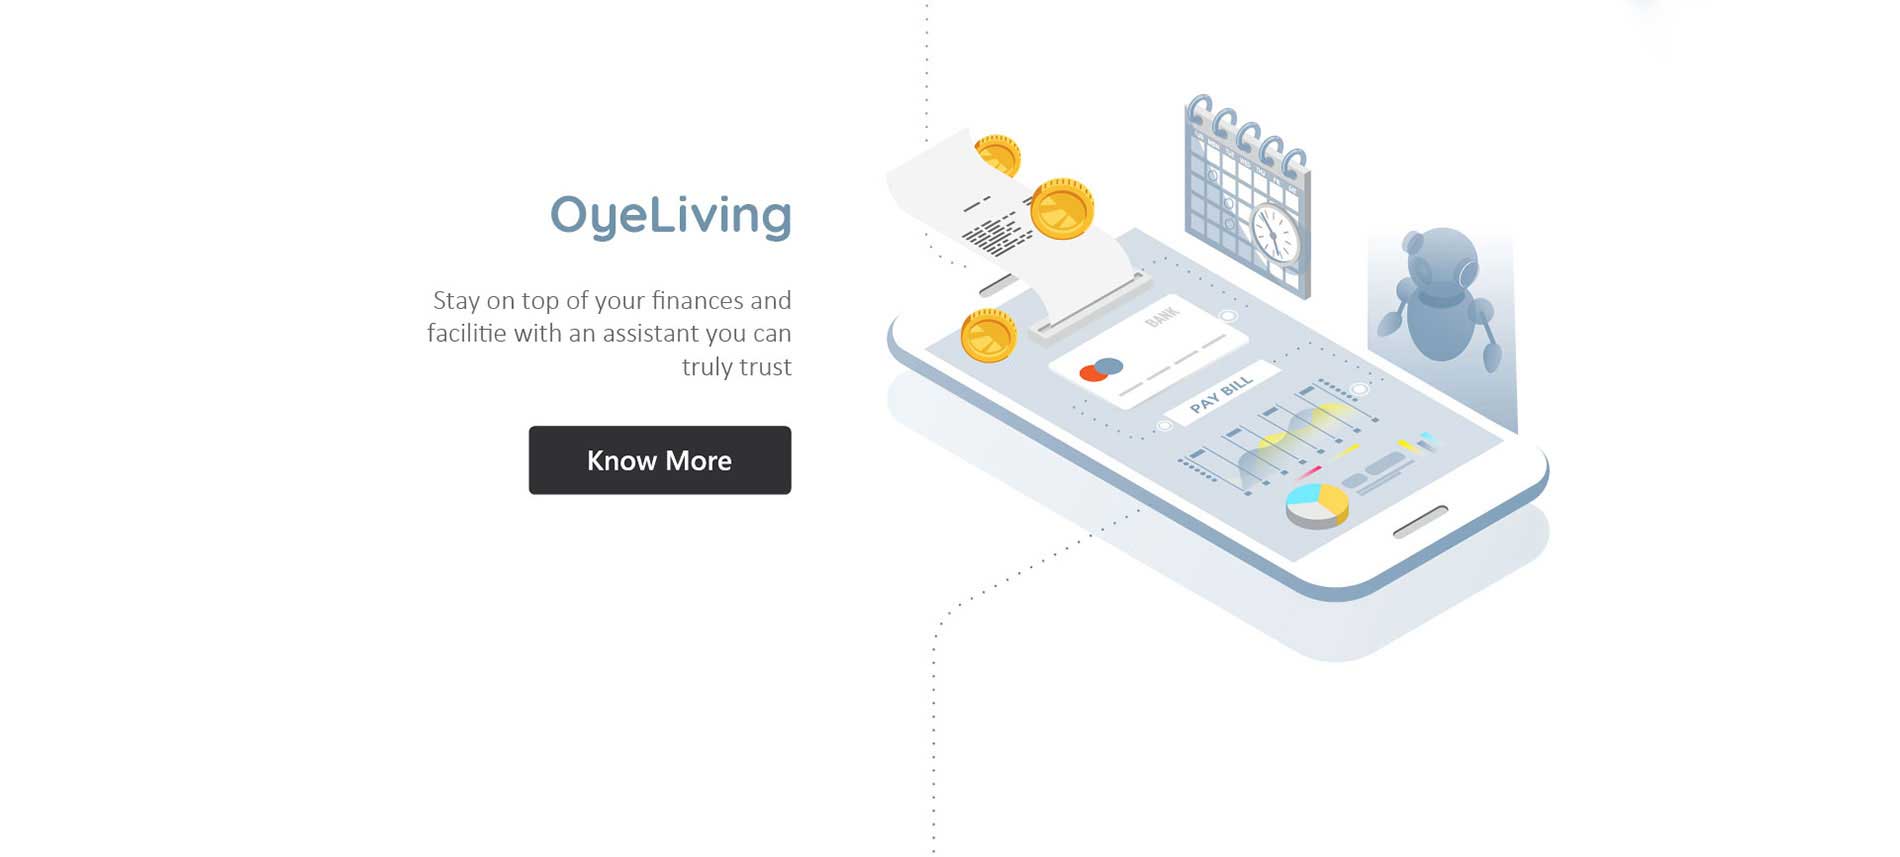 OyeLiving
Stay on top of your finances and
facilitie with an assistant you can
truly trust
Know More
BANK
PAY BILL